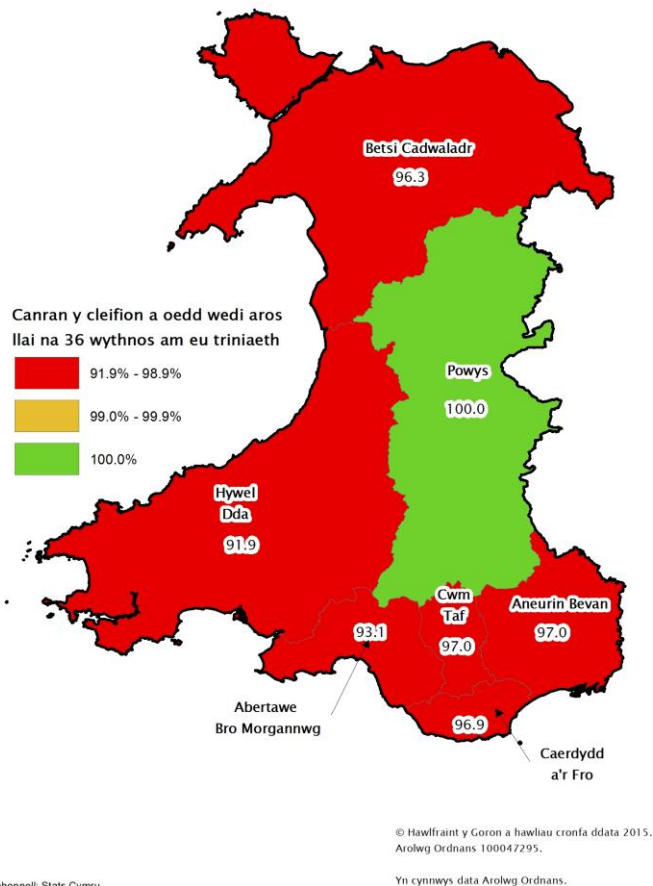 Betsi Cadwaladr
96.3
Canran y cleifion a oedd wedi aros
llai na 36 wythnos am eu triniaeth
91.9% - 98.9%
99.0% - 99.9%
100.0%
Powys
100.0
Hywel
Dda
91.9
Cwm
Taf
97.0
Aneurin Bevan
97.0
93.1
Abertawe
Bro Morgannwg
96.9
Caerdydd
a'r Fro
© Hawlfraint y Goron a hawliau cronfa ddata 2015.
Arolwg Ordnans 100047295.
Yn cynnwys data Arolwg Ordnans.